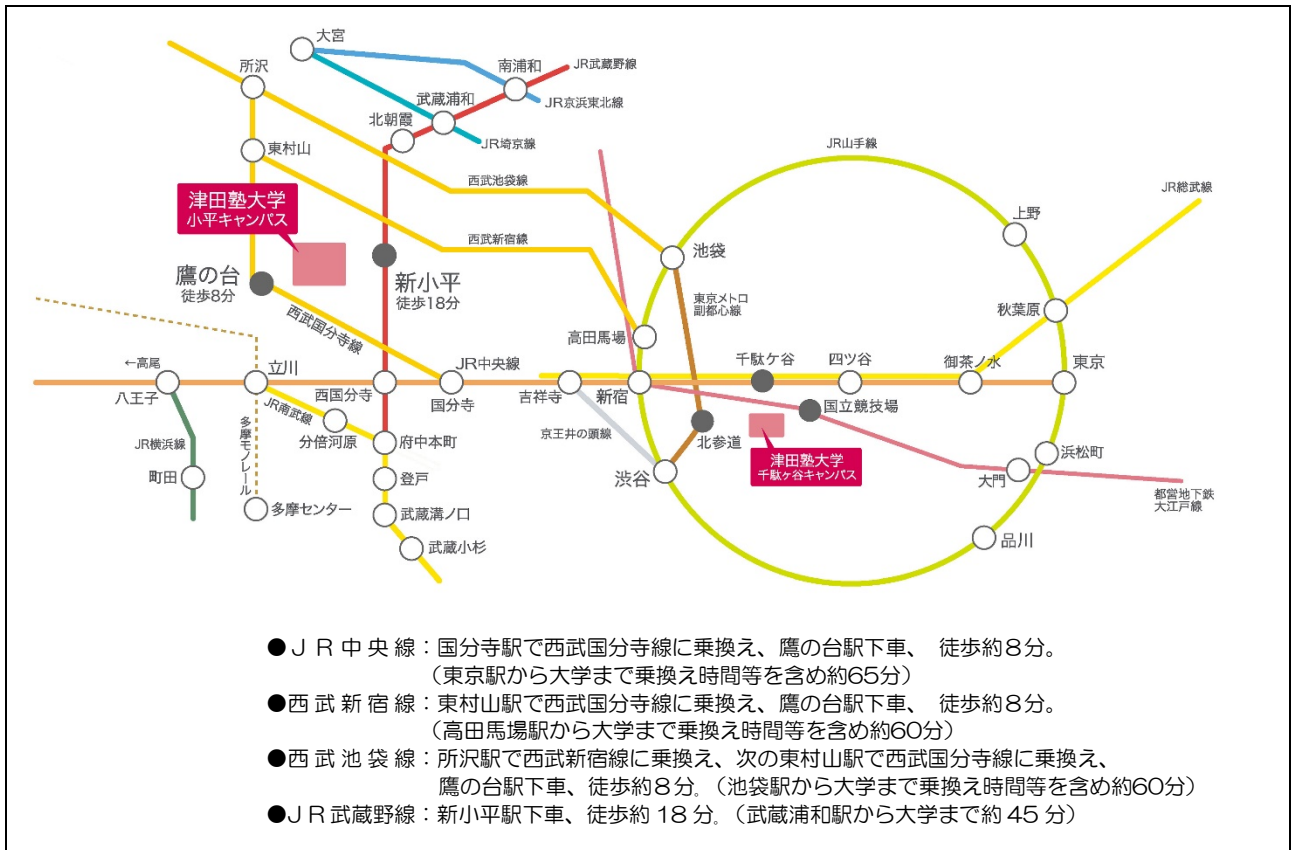 大宮
所沢
南浦和
JR武蔵野線
武蔵浦和
JR京浜東北線
北朝霞
東村山
JR埼京線
JR山手線
西武池袋線
JR総武線
津田塾大学
小平キャンパス
上野
西武新宿線
池袋
鷹の台
徒歩8分
新小平
徒歩18分
東京メトロ
副都心線
秋葉原
西武国分寺線
高田馬場
←高尾
立川
JR中央線
千駄ケ谷
四ツ谷
御茶ノ水
東京
八王子
西国分寺
国分寺
吉祥寺
新宿
JR南武線
国立競技場
分倍河原
府中本町
京王井の頭線
北参道
JR横浜線
多摩モノレール
浜松町
津田塾大学
千駄ヶ谷キャンパス
町田
登戸
渋谷
大門
都営地下鉄
大江戸線
多摩センター
武蔵溝ノ口
武蔵小杉
品川
●ＪＲ中央線：国分寺駅で西武国分寺線に乗換え、鷹の台駅下車、　徒歩約８分。
（東京駅から大学まで乗換え時間等を含め約65分）
●西武新宿線：東村山駅で西武国分寺線に乗換え、鷹の台駅下車、　徒歩約８分。
（高田馬場駅から大学まで乗換え時間等を含め約60分）
●西武池袋線：所沢駅で西武新宿線に乗換え、次の東村山駅で西武国分寺線に乗換え、
鷹の台駅下車、徒歩約８分。（池袋駅から大学まで乗換え時間等を含め約60分）
●ＪＲ武蔵野線：新小平駅下車、徒歩約 18 分。（武蔵浦和駅から大学まで約 45 分）